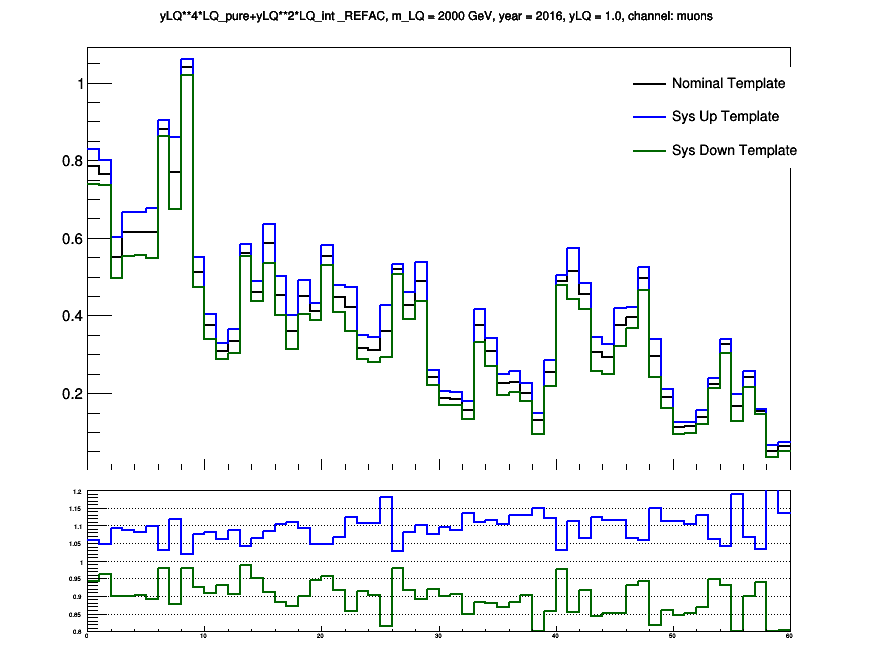 yLQ**4*LQ_pure+yLQ**2*LQ_int _REFAC, m_LQ = 2000 GeV, year = 2016, yLQ = 1.0, channel: muons
Nominal Template
Sys Up Template
Sys Down Template
1
0.8
0.6
0.4
0.2
1.2
1.15
1.1
1.05
1
0.95
0.9
0.85
0.8
0 10 20 30 40 50 60